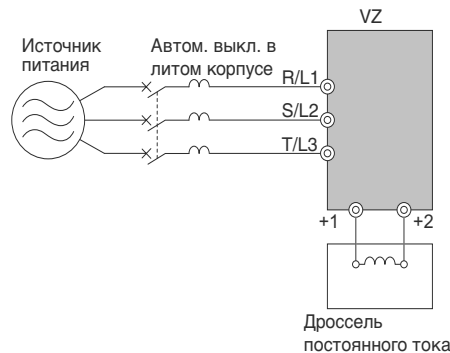 VZ
Источник
питания
Автом. выкл. в
литом корпусе
R/L1
S/L2
T/L3
+1
+2
Дроссель
постоянного тока